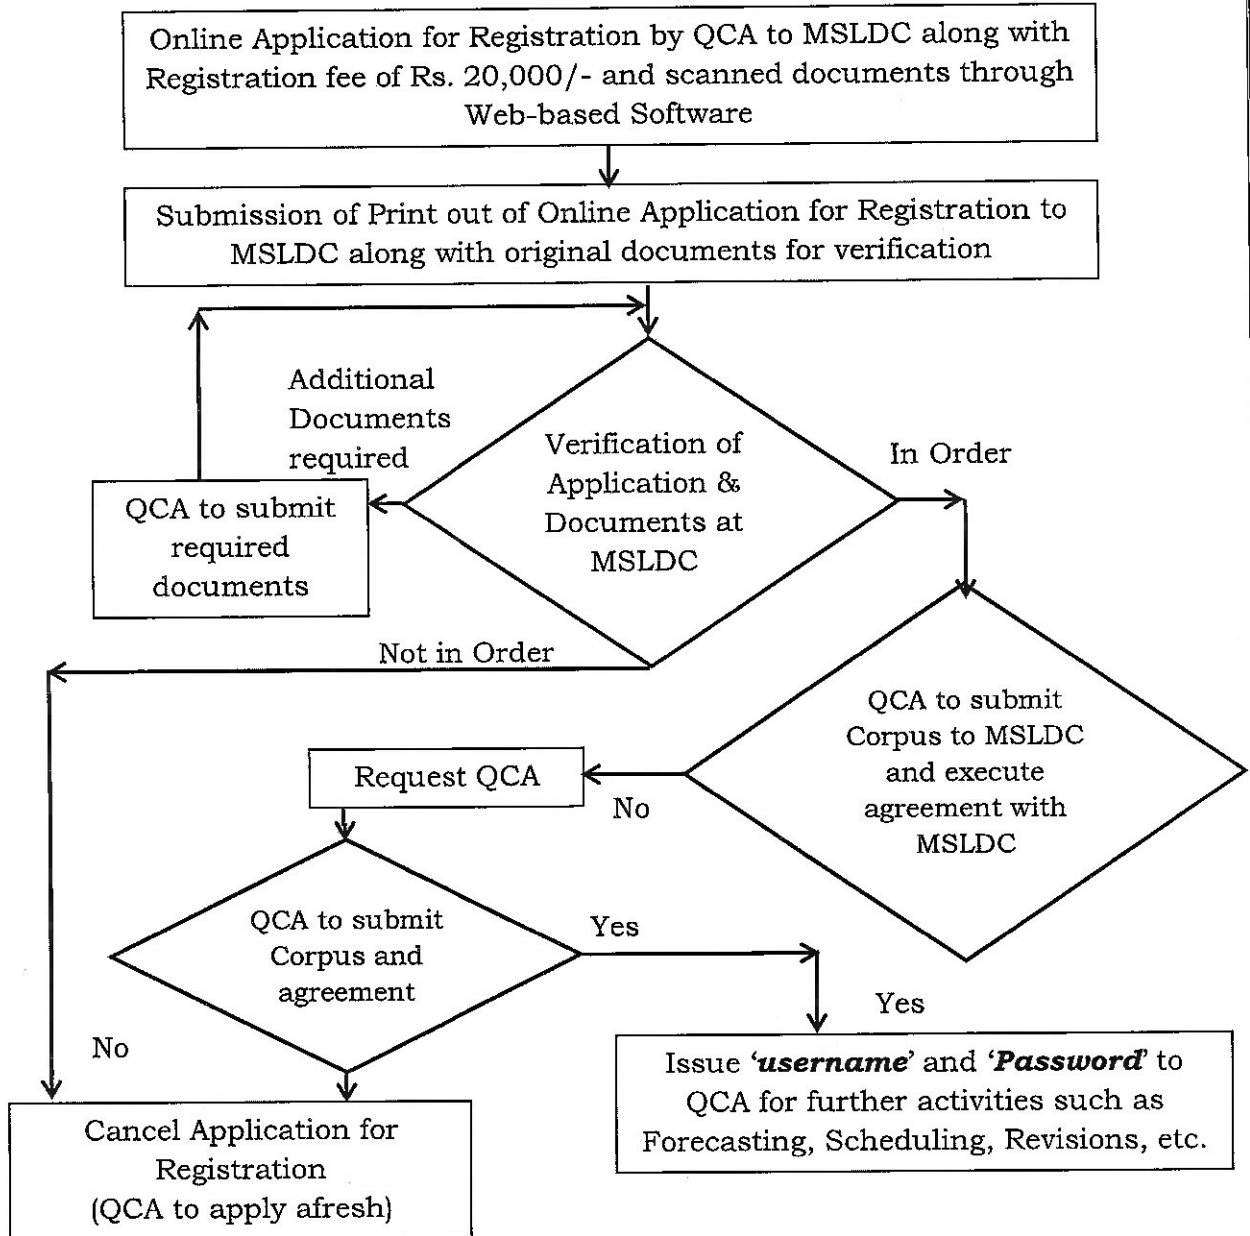 Online Application for Registration by QCA to MSLDC along with
Registration fee of Rs. 20,000/- and scanned documents through
Web-based Software
Submission of Print out of Online Application for Registration to
MSLDC along with original documents for verification
Additional
Documents
required
Verification of
Application &
Documents at
MSLDC
In Order
QCA to submit
required
documents
Not in Order
QCA to submit
Corpus to MSLDC
and execute
agreement with
MSLDC
Request QCA
No
QCA to submit
Corpus and
agreement
Yes
Yes
No
Issue ‘username’ and ‘Password’ to
QCA for further activities such as
Forecasting, Scheduling, Revisions, etc.
Cancel Application for
Registration
(QCA to apply afresh)